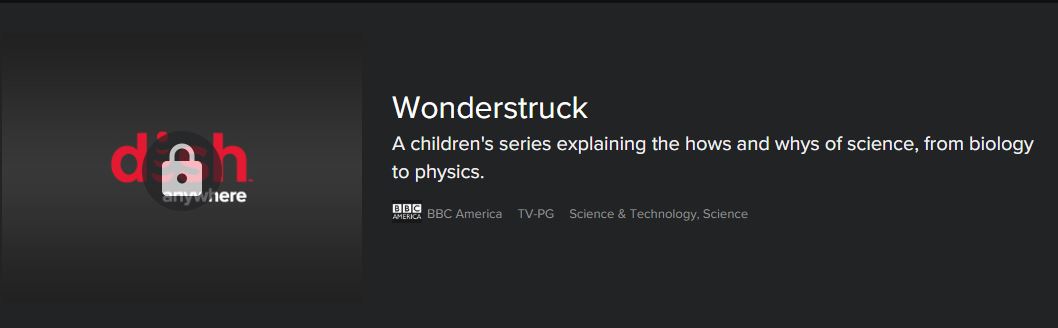 dish
anywhere
Wonderstruck
A children's series explaining the hows and whys of science, from biology
to physics.
BBC
AMERICA
BBC America TV-PG Science & Technology, Science